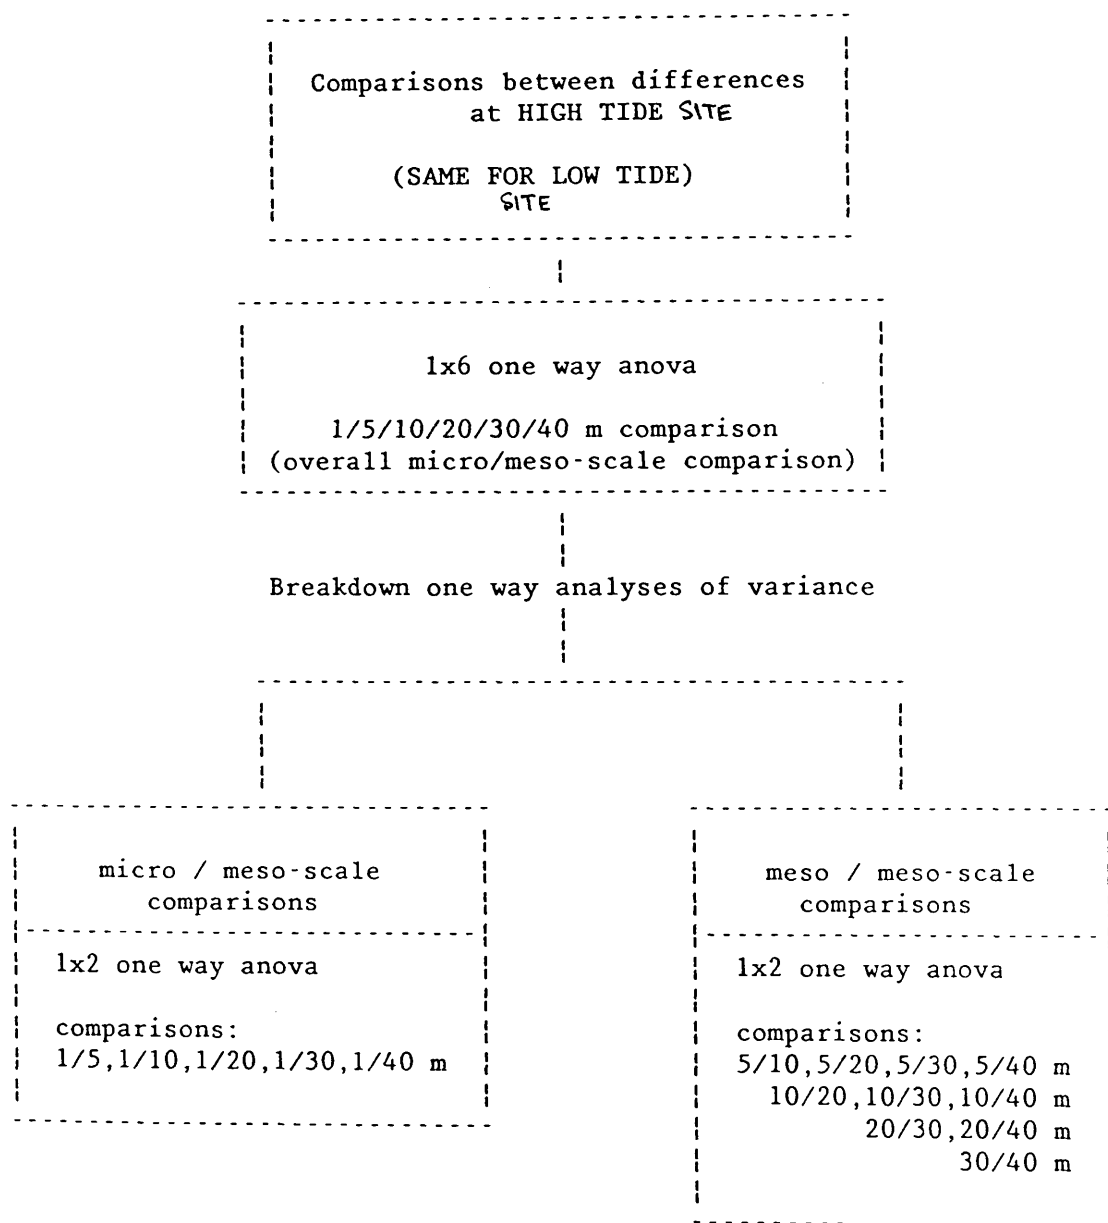 Comparisons between differences
at HIGH TIDE SITE
(SAME FOR LOW TIDE)
SITE
1x6 one way anova
1/5/10/20/30/40 m comparison
(overall micro/meso-scale comparison)
Breakdown one way analyses of variance
micro / meso-scale
comparisons
1x2 one way anova
comparisons:
1/5,1/10,1/20,1/30,1/40 m
meso / meso-scale
comparisons
1x2 one way anova
comparisons:
5/10,5/20,5/30,5/40 m
10/20,10/30,10/40 m
20/30,20/40 m
30/40 m